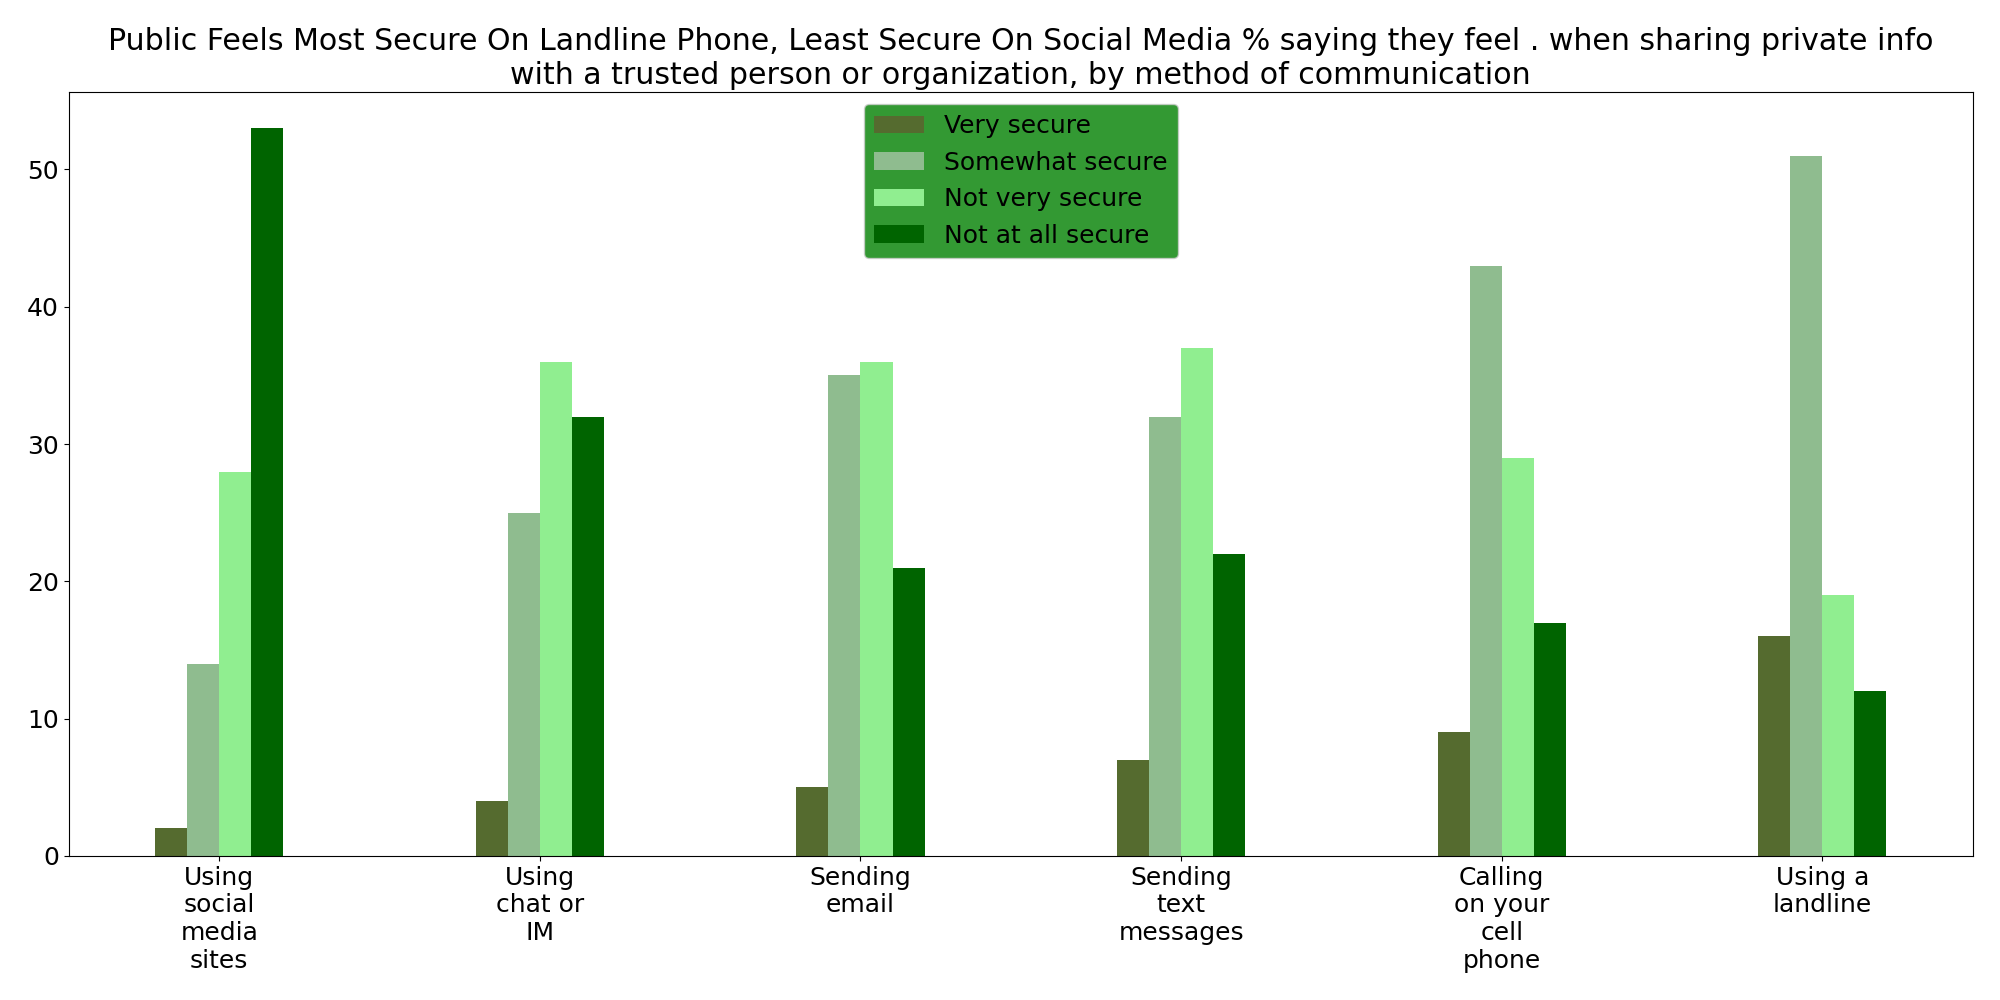 Public Feels Most Secure On Landline Phone, Least Secure On Social Media % saying they feel . when sharing private info
with a trusted person or organization, by method of communication
Very secure
Somewhat secure
Not very secure
Not at all secure
50
40
30
20
10
0
Using
social
media
sites
Using
chat or
IM
Sending
email
Sending
text
messages
Calling
on your
cell
phone
Using a
landline